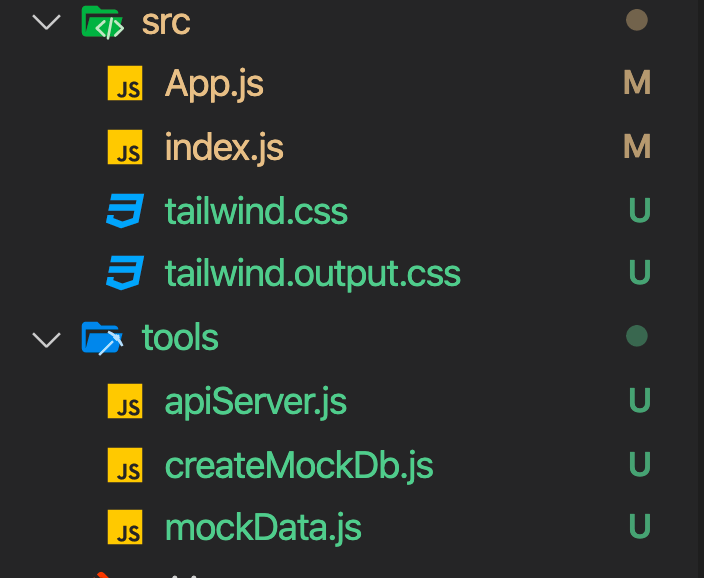 src
JS App.js M
JS index.js M
tailwind.css U
tailwind.output.css U
tools
JS apiServer.js U
JS createMockDb.js U
JS mockData.js U